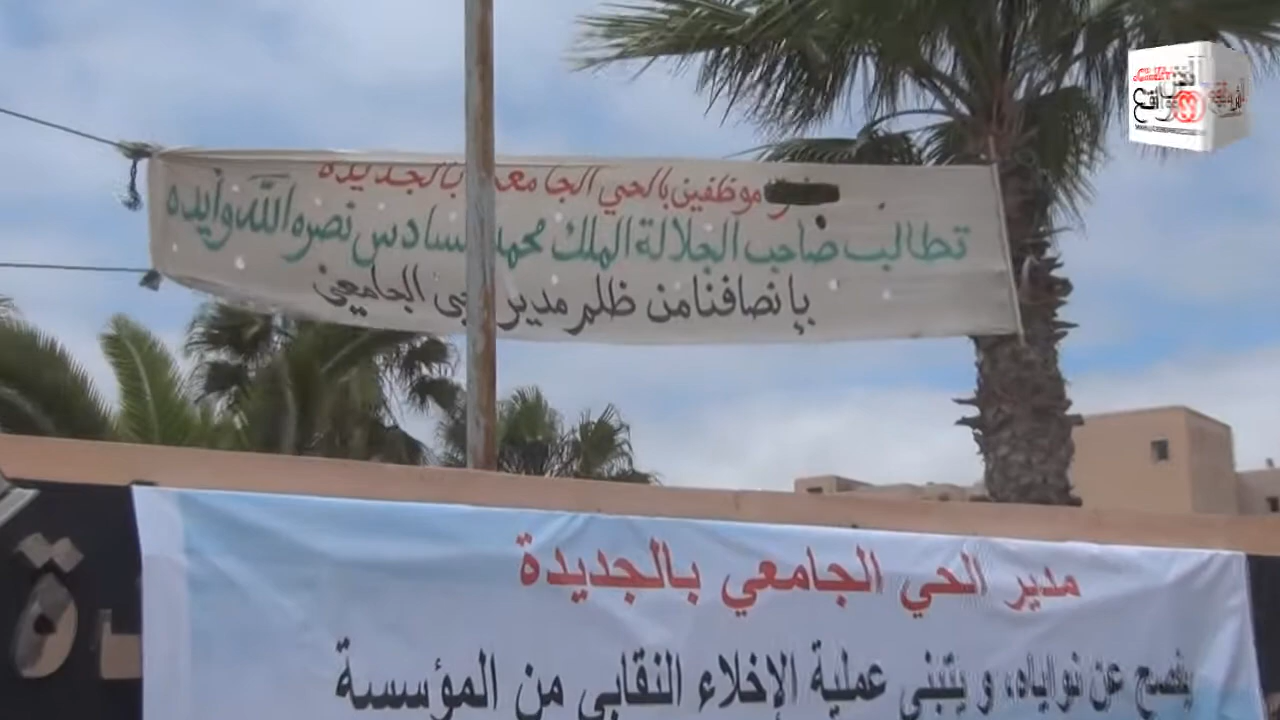 موظفين بالحي الجامعي بالجديدة
تطالب صاحب الجلالة الملك محمد السادس نصره الله وأيده
بإنصافنا من ظلم مدير الحي الجامعي
مدير الحي الجامعي بالجديدة
يفصح عن نواياه، و يتبنى عملية الإخلاء النقابي من المؤسسة